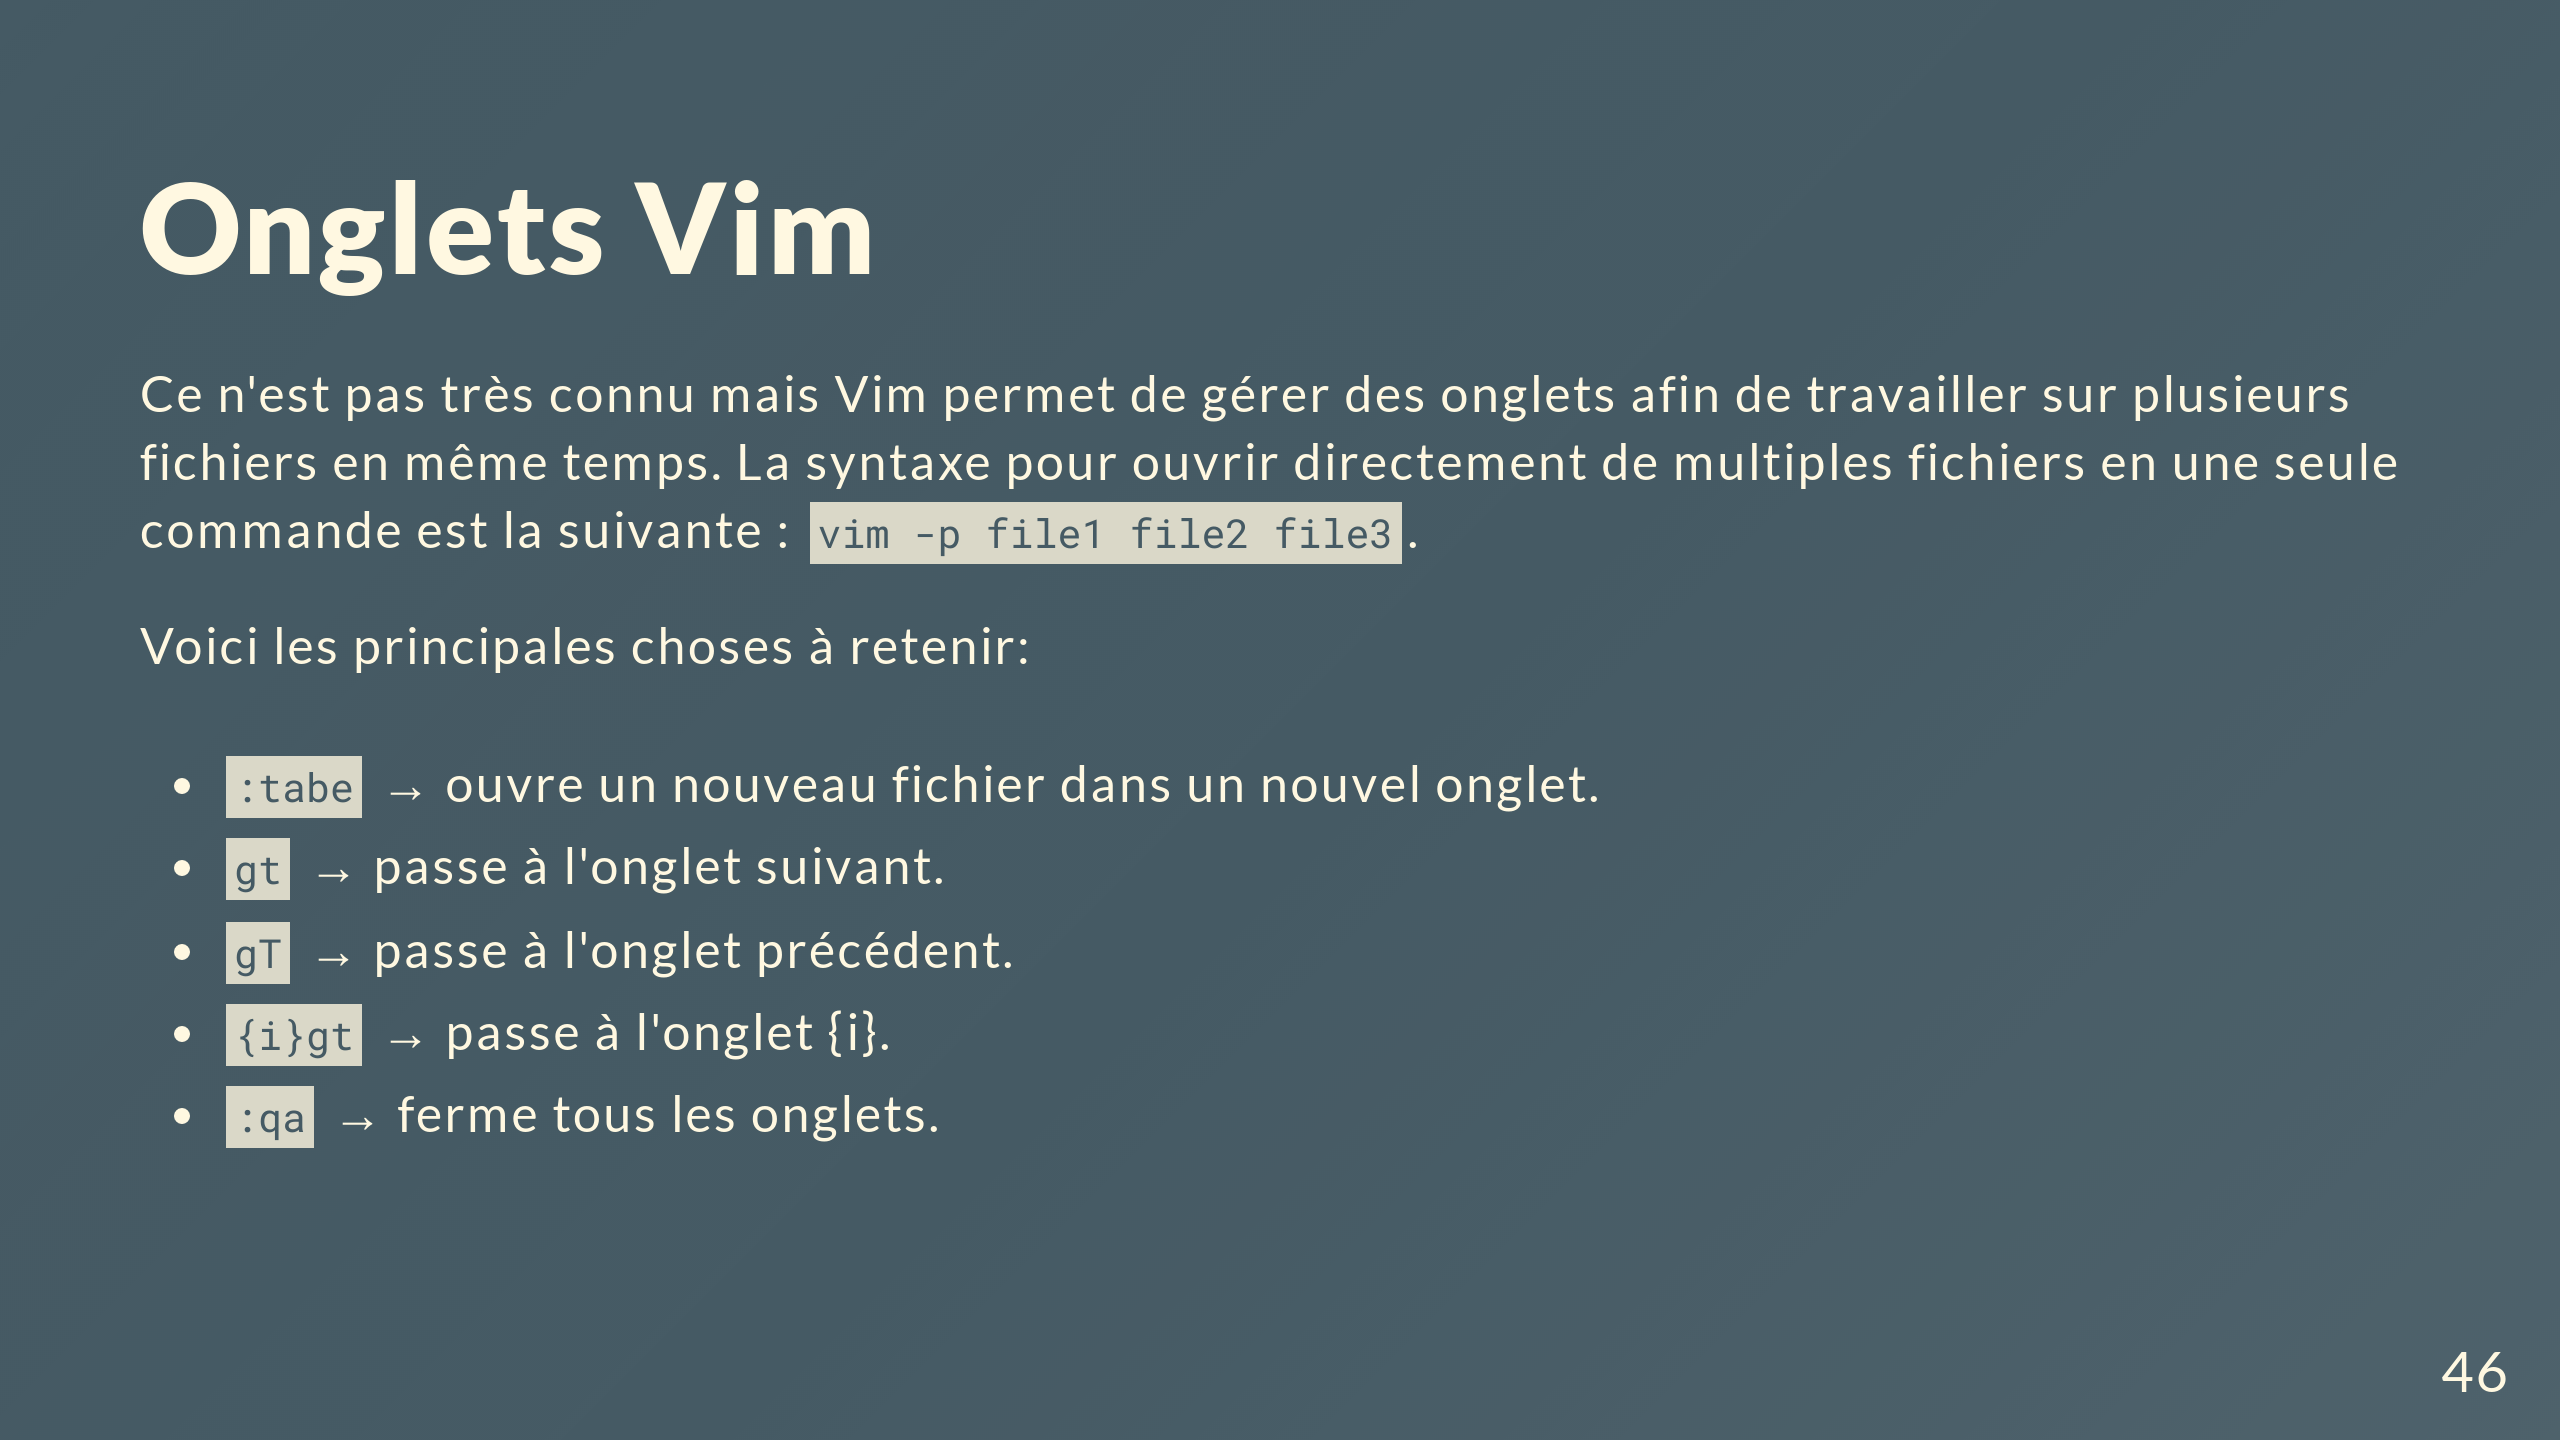 Onglets Vim
Ce n'est pas très connu mais Vim permet de gérer des onglets afin de travailler sur plusieurs
fichiers en même temps. La syntaxe pour ouvrir directement de multiples fichiers en une seule
commande est la suivante : vim -p file1 file2 file3.
Voici les principales choses à retenir:
• :tabe → ouvre un nouveau fichier dans un nouvel onglet.
• gt → passe à l'onglet suivant.
• gT → passe à l'onglet précédent.
• {i}gt → passe à l'onglet {i}.
• :qa → ferme tous les onglets.
46